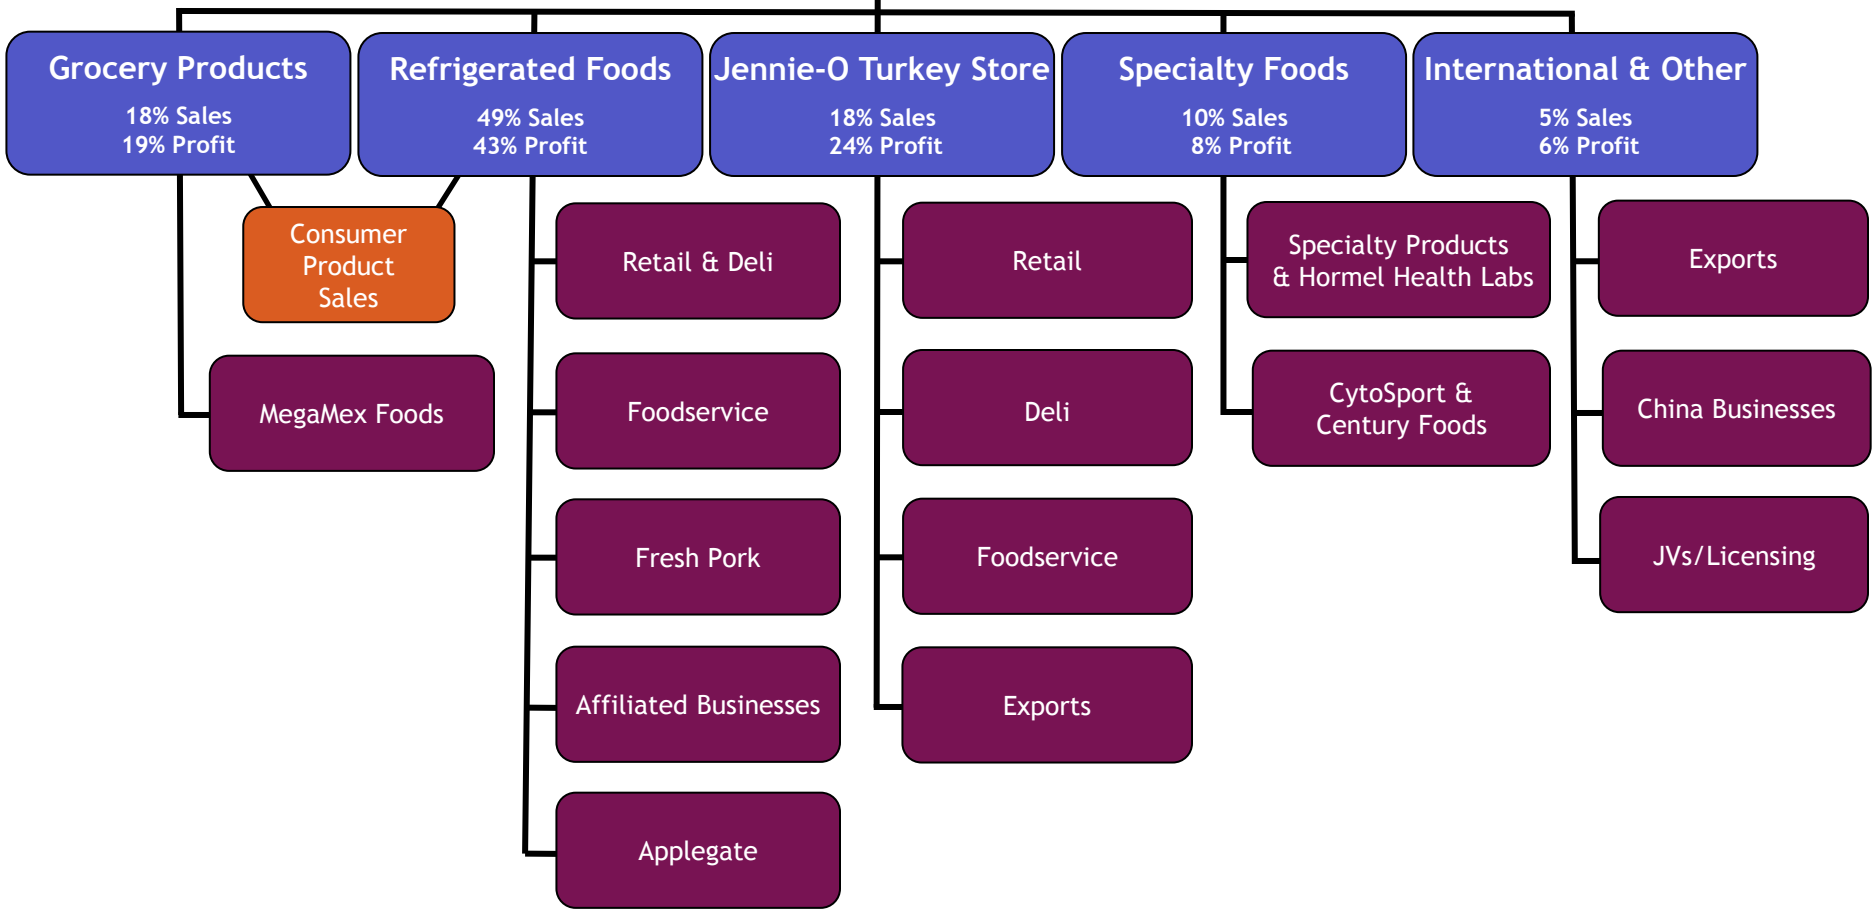 Grocery Products
18% Sales
19% Profit
Refrigerated Foods
49% Sales
43% Profit
Jennie-O Turkey Store
18% Sales
24% Profit
Specialty Foods
10% Sales
8% Profit
International & Other
5% Sales
6% Profit
Consumer
Product
Sales
MegaMex Foods
Retail & Deli
Foodservice
Fresh Pork
Affiliated Businesses
Applegate
Retail
Deli
Foodservice
Exports
Specialty Products
& Hormel Health Labs
CytoSport &
Century Foods
Exports
China Businesses
JVs/Licensing